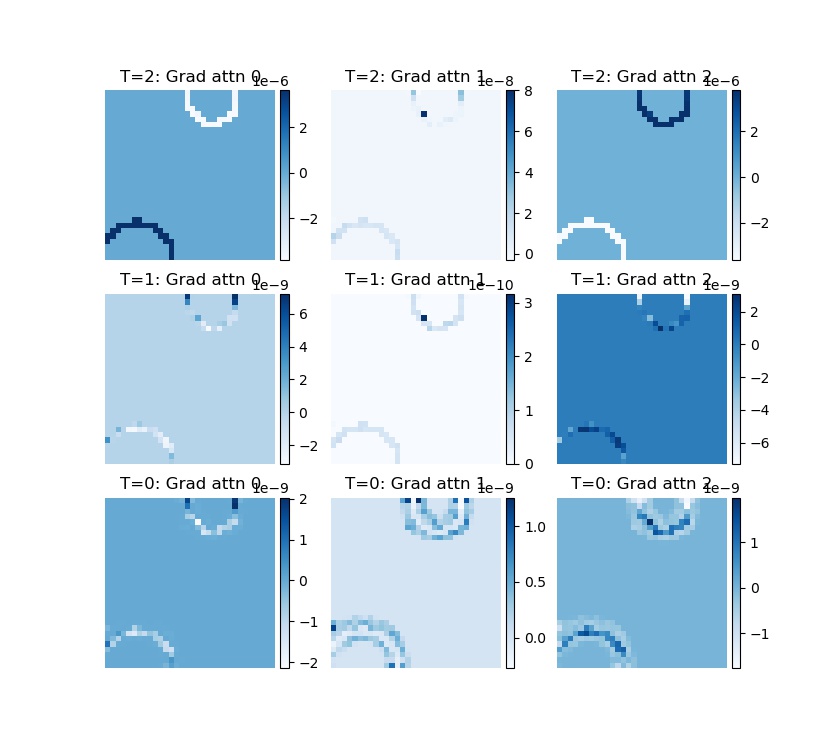 T=2: Grad attn 0
1e−6
T=2: Grad attn 1
1e−8
T=2: Grad attn 2
1e−6
2
0
−2
8
6
4
2
0
2
0
−2
T=1: Grad attn 0
1e−9
T=1: Grad attn 1
1e−10
T=1: Grad attn 2
1e−9
6
4
2
0
−2
3
2
1
0
2
0
−2
−4
−6
T=0: Grad attn 0
1e−9
T=0: Grad attn 1
1e−9
T=0: Grad attn 2
1e−9
2
1
0
−1
−2
1.0
0.5
0.0
1
0
−1